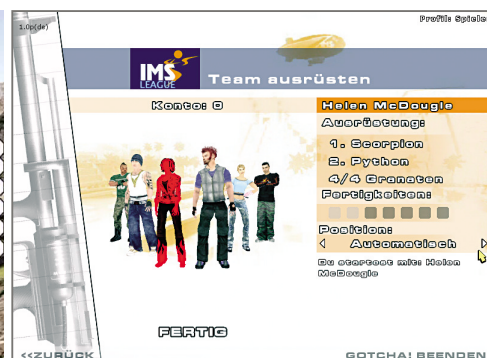 1.0p(de)
Profil: Spieler
IMS
LEAGUE
Team ausrüsten
Konto: 0
Helen McDougle
Ausrüstung:
1. Scorpion
2. Python
4/4 Granaten
Fertigkeiten:
Position:
Automatisch
Du startest mit: Helen
McDougle
FERTIG
<<ZURÜCK
GOTCHA! BEENDEN